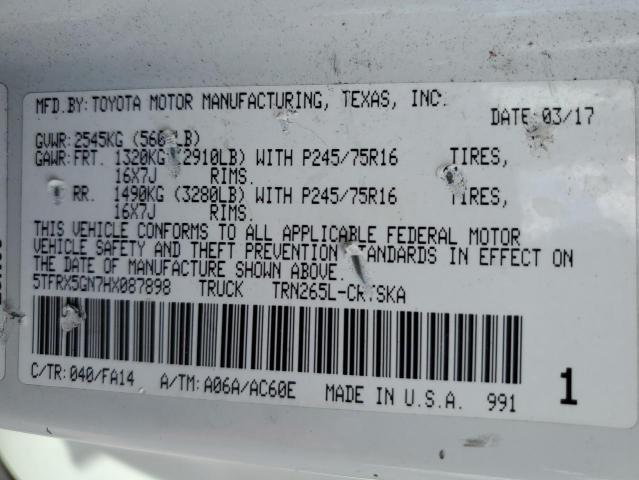 MFD.BY: TOYOTA MOTOR MANUFACTURING, TEXAS, INC.
DATE: 03/17
GVWR: 2545KG LB)
GAWR: FRT. 1320KG (2910LB) WITH P245/75R16 TIRES,
16X7J RIMS.
RR. 1490KG (3280LB) WITH P245/75R16 TIRES,
16X7J RIMS.
THIS VEHICLE CONFORMS TO ALL APPLICABLE FEDERAL MOTOR
VEHICLE SAFETY AND THEFT PREVENTION STANDARDS IN EFFECT ON
THE DATE OF MANUFACTURE SHOWN ABOVE.
5TFRX5GN7HX087898 TRUCK
C/TR: 040/FA14 A/TM: A06A/AC60E MADE IN U.S.A. 991 1